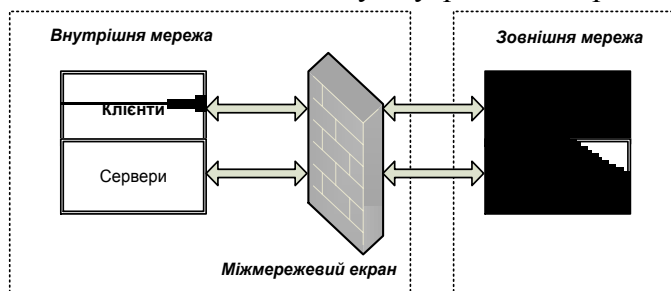 Внутрішня мережа
Зовнішня мережа
Клієнти
Сервери
Міжмережевий екран